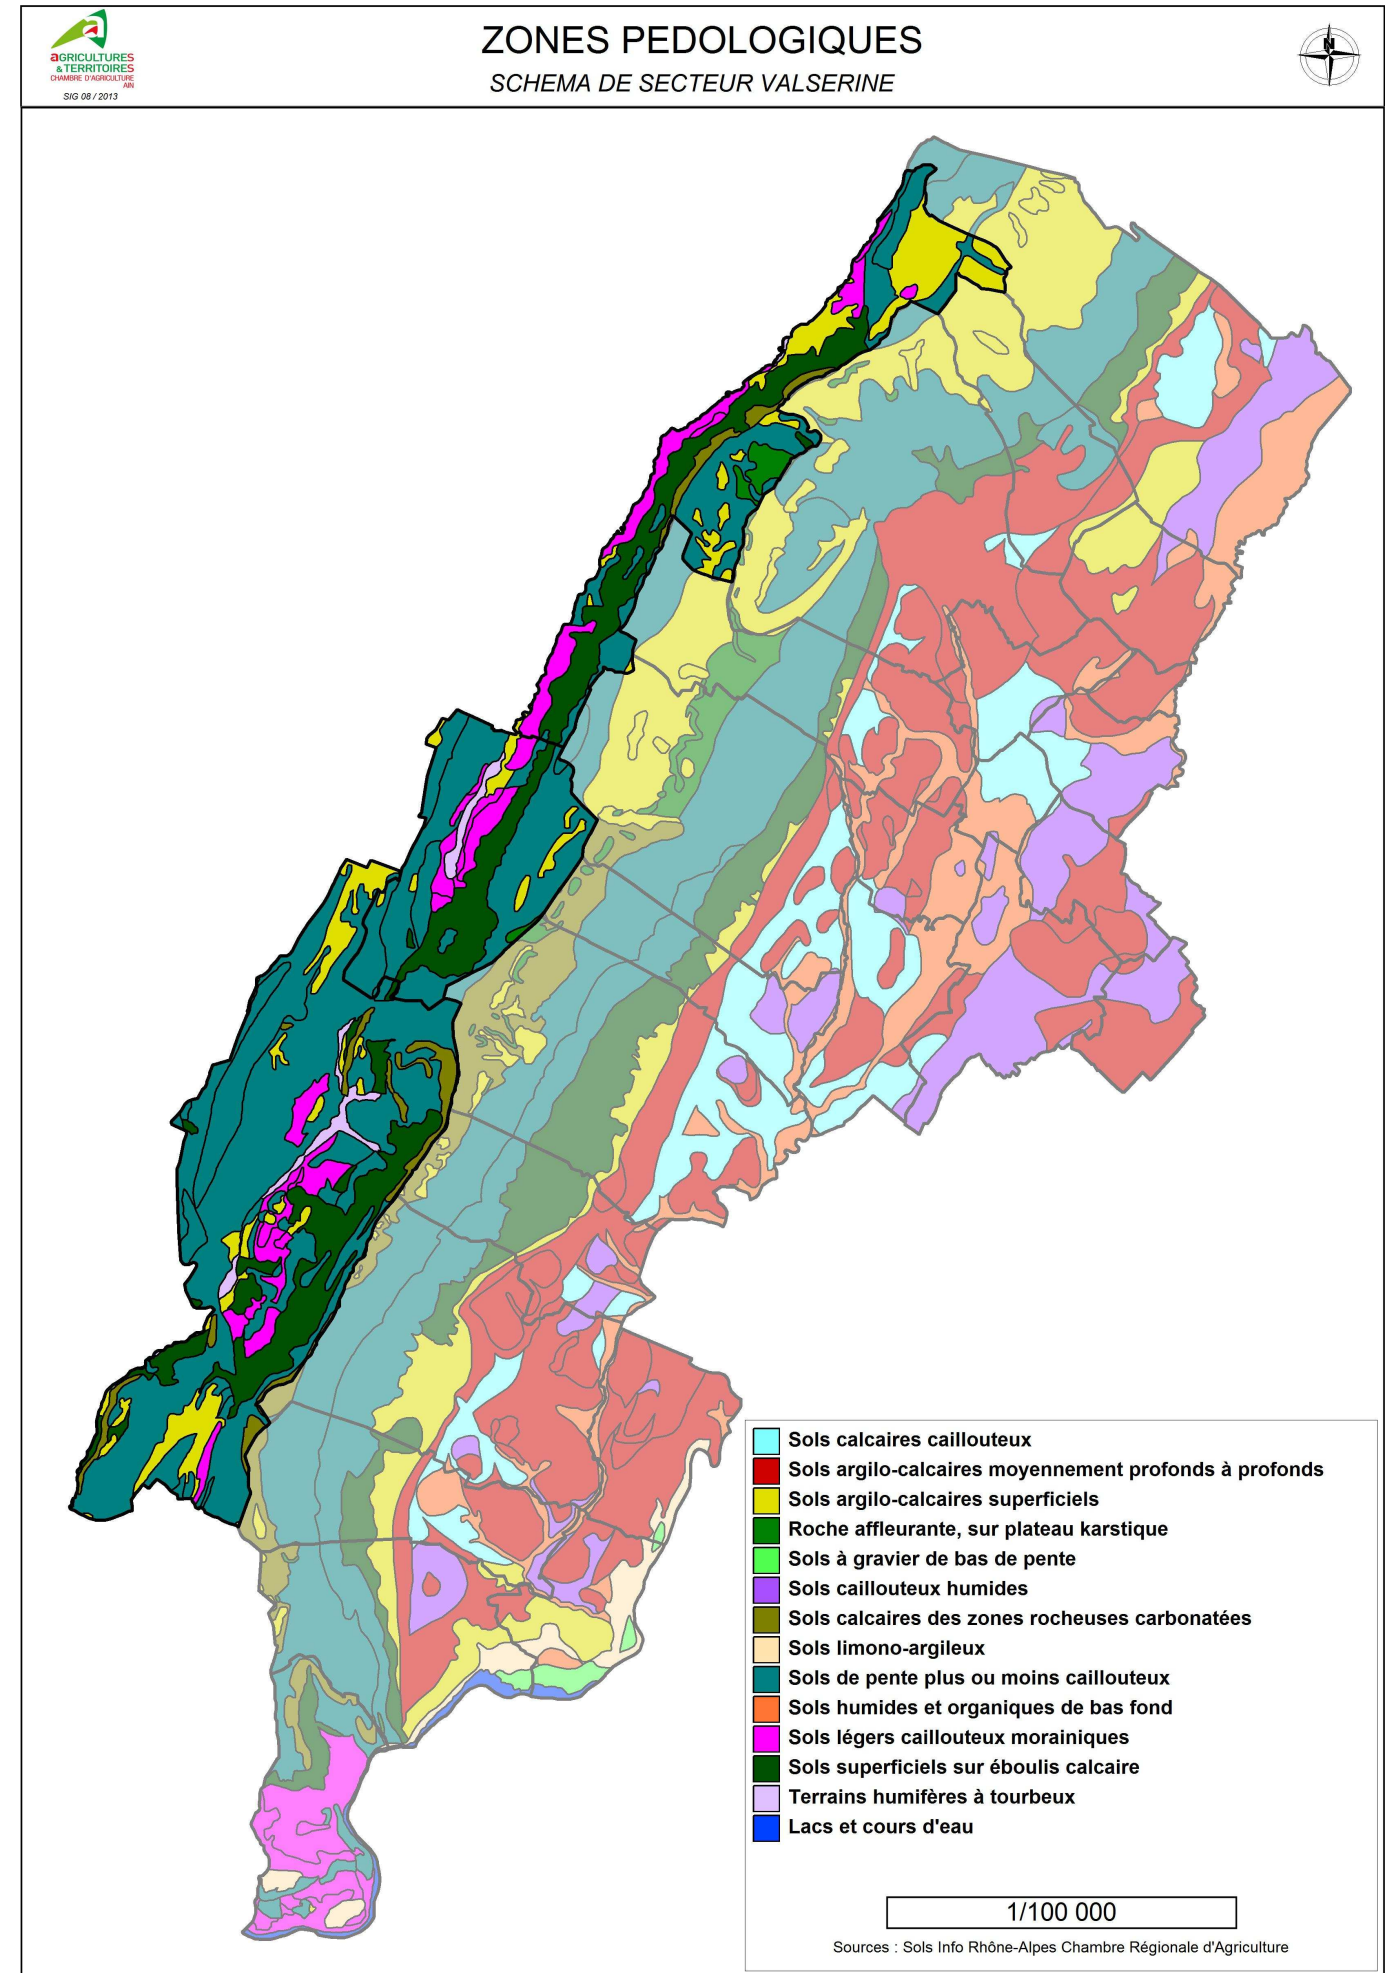 aGRICULTURES
& TERRITOIRES
CHAMBRE D'AGRICULTURE
AIN
SIG 08 / 2013
ZONES PEDOLOGIQUES
SCHEMA DE SECTEUR VALSERINE
N
Sols calcaires caillouteux
Sols argilo-calcaires moyennement profonds à profonds
Sols argilo-calcaires superficiels
Roche affleurante, sur plateau karstique
Sols à gravier de bas de pente
Sols caillouteux humides
Sols calcaires des zones rocheuses carbonatées
Sols limono-argileux
Sols de pente plus ou moins caillouteux
Sols humides et organiques de bas fond
Sols légers caillouteux morainiques
Sols superficiels sur éboulis calcaire
Terrains humifères à tourbeux
Lacs et cours d'eau
1/100 000
Sources : Sols Info Rhône-Alpes Chambre Régionale d'Agriculture